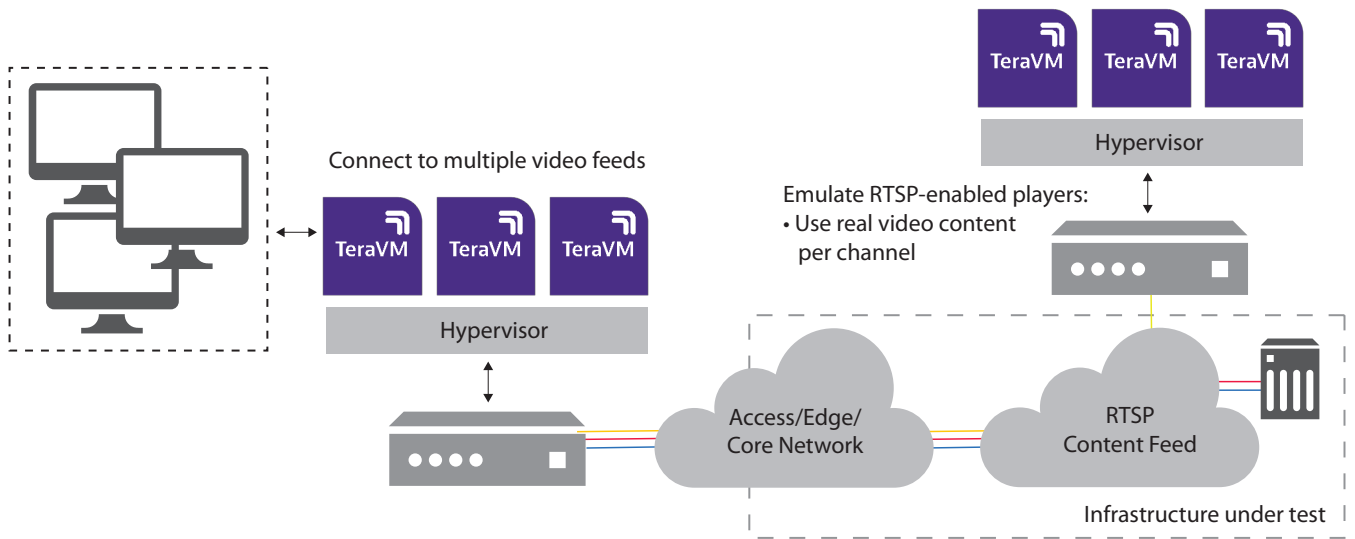 TeraVM
TeraVM
TeraVM
Hypervisor
Connect to multiple video feeds
TeraVM
TeraVM
TeraVM
Hypervisor
Emulate RTSP-enabled players:
• Use real video content
per channel
Access/Edge/
Core Network
RTSP
Content Feed
Infrastructure under test